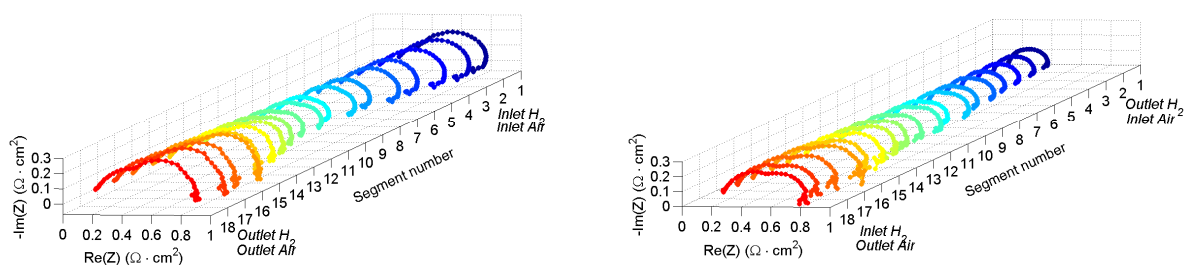 0.3
0.2
0.1
0
-Im(Z) (Ω · cm²)
0 0.2 0.4 0.6 0.8 1
Re(Z) (Ω · cm²)
18 17 16 15 14 13 12 11 10 9 8 7 6 5 4 3 2 1
Segment number
Inlet H₂
Inlet Air
Outlet H₂
Outlet Air
0.3
0.2
0.1
0
-Im(Z) (Ω · cm²)
0 0.2 0.4 0.6 0.8 1
Re(Z) (Ω · cm²)
18 17 16 15 14 13 12 11 10 9 8 7 6 5 4 3 2 1
Segment number
Outlet H₂
Inlet Air
Inlet H₂
Outlet Air